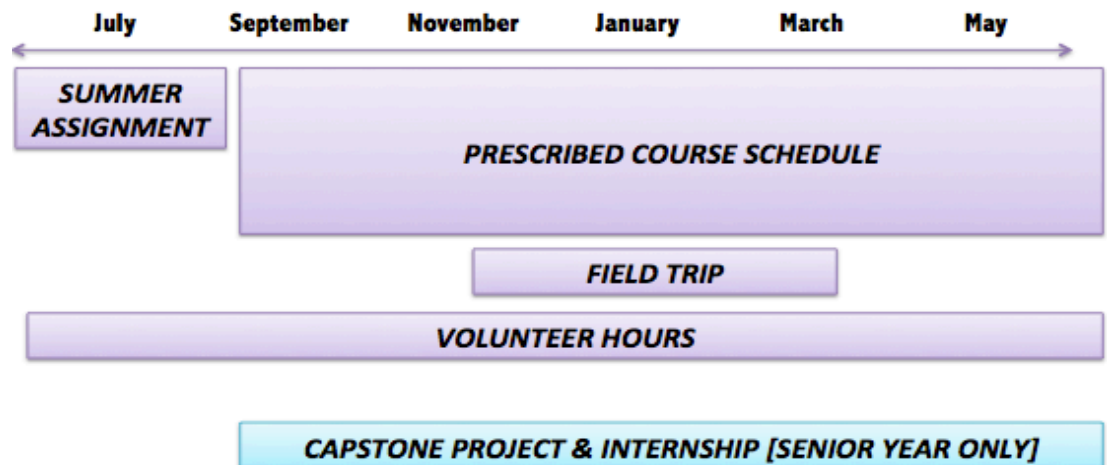 July September November January March May
SUMMER
ASSIGNMENT
PRESCRIBED COURSE SCHEDULE
FIELD TRIP
VOLUNTEER HOURS
CAPSTONE PROJECT & INTERNSHIP [SENIOR YEAR ONLY]